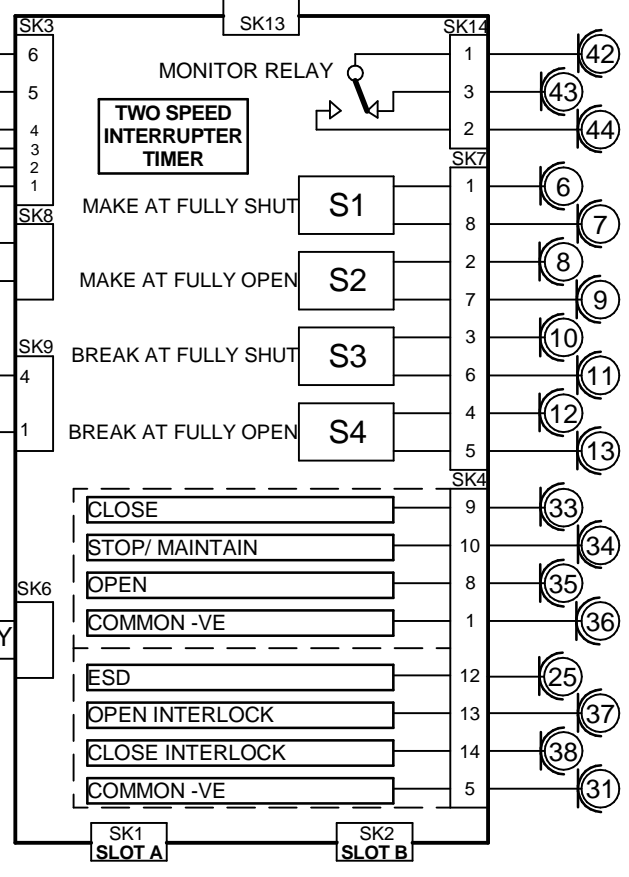 SK3
SK13
SK14
6
MONITOR RELAY
1
42
5
3
43
TWO SPEED
INTERRUPTER
TIMER
4
3
2
1
2
44
SK7
MAKE AT FULLY SHUT
S1
1
6
SK8
8
7
MAKE AT FULLY OPEN
S2
2
8
7
9
SK9
BREAK AT FULLY SHUT
S3
3
10
4
6
11
1
BREAK AT FULLY OPEN
S4
4
12
5
13
SK4
CLOSE
9
33
STOP/ MAINTAIN
10
34
SK6
OPEN
8
35
COMMON -VE
1
36
Y
ESD
12
25
OPEN INTERLOCK
13
37
CLOSE INTERLOCK
14
38
COMMON -VE
5
31
SK1
SLOT A
SK2
SLOT B